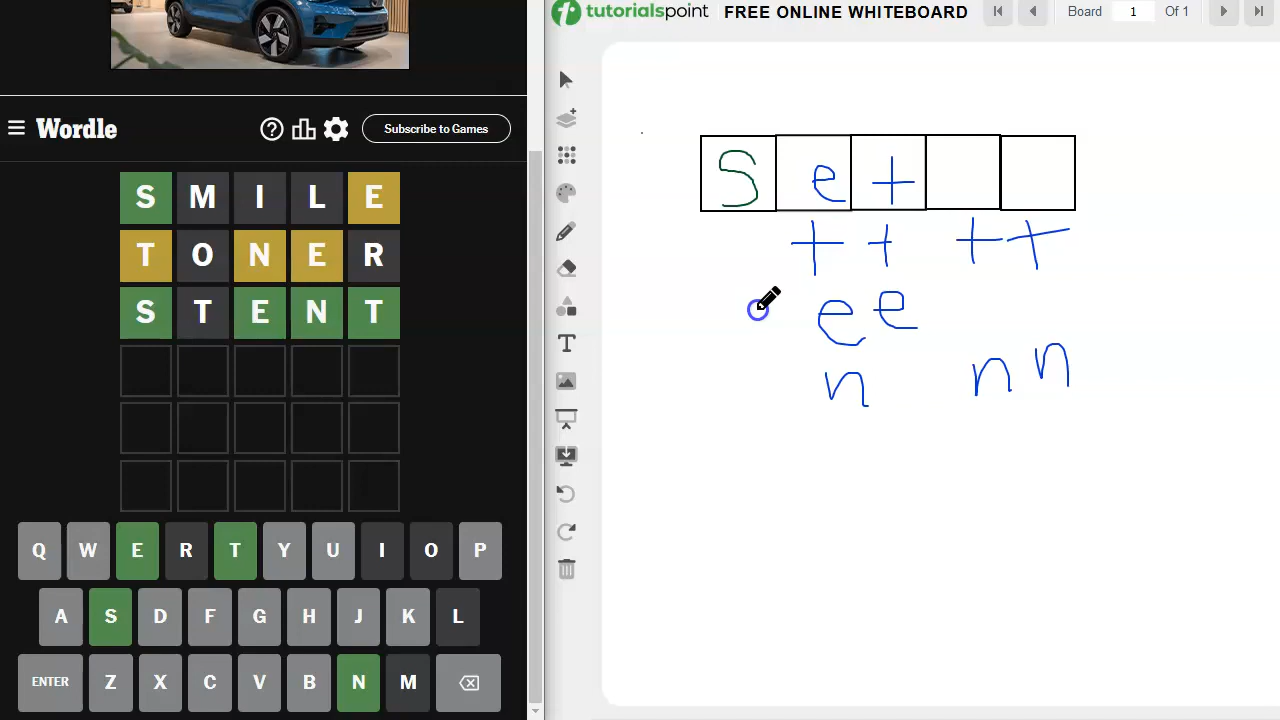 tutorialspoint FREE ONLINE WHITEBOARD Board 1 Of 1
Wordle Subscribe to Games
S M I L E
T O N E R
S T E N T
Q W E R T Y U I O P
A S D F G H J K L
ENTER Z X C V B N M
S e t
t t t t
e e
n n n